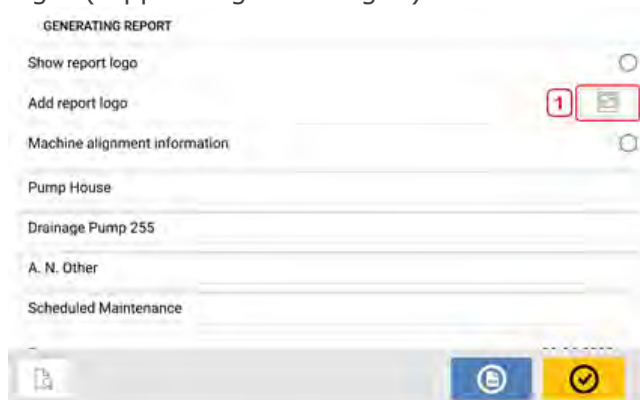 GENERATING REPORT
Show report logo
Add report logo
1
Machine alignment information
Pump House
Drainage Pump 255
A. N. Other
Scheduled Maintenance